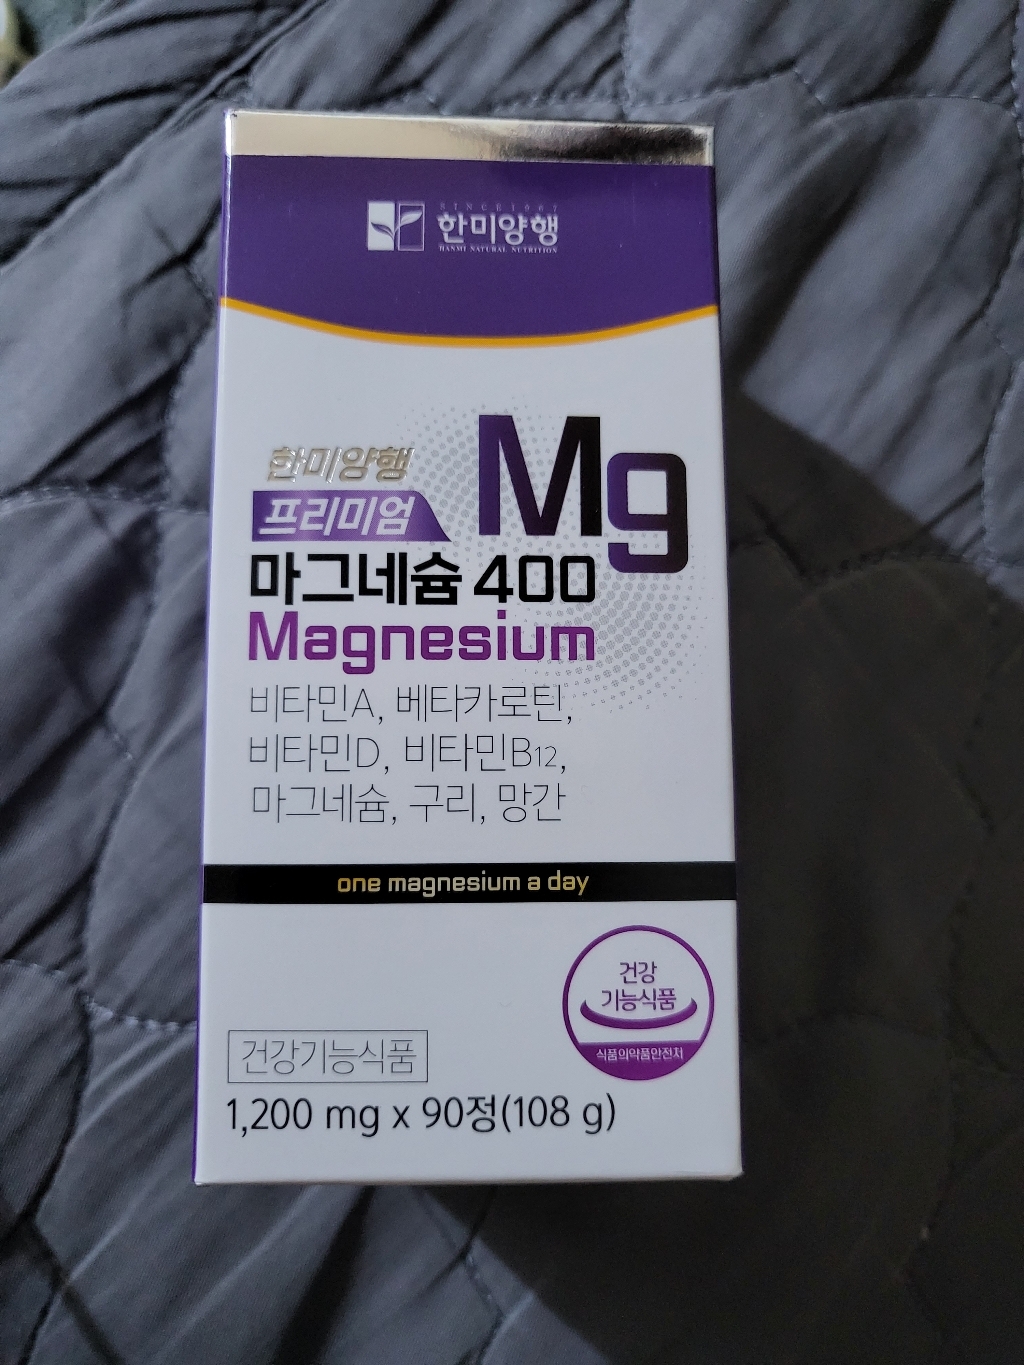 SINCE 1967
한미양행
HANMI NATURAL NUTRITION
한미양행
프리미엄
Mg
마그네슘 400
Magnesium
비타민A, 베타카로틴,
비타민D, 비타민B12,
마그네슘, 구리, 망간
one magnesium a day
건강
기능식품
식품의약품안전처
건강기능식품
1,200 mg x 90정(108 g)